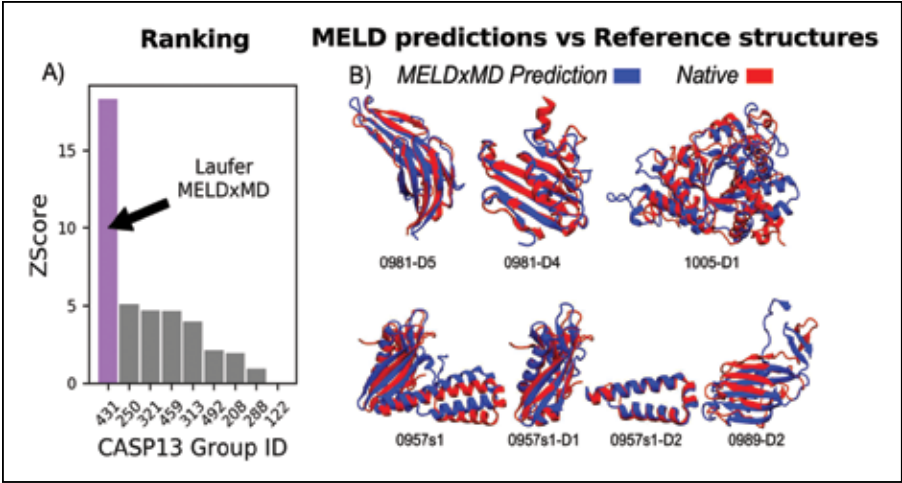 Ranking
MELD predictions vs Reference structures
A)
B) MELDxMD Prediction Native
Laufer
MELDxMD
ZScore
15
10
5
0
431 250 321 459 313 492 208 288 122
CASP13 Group ID
0981-D5 0981-D4 1005-D1
0957s1 0957s1-D1 0957s1-D2 0989-D2